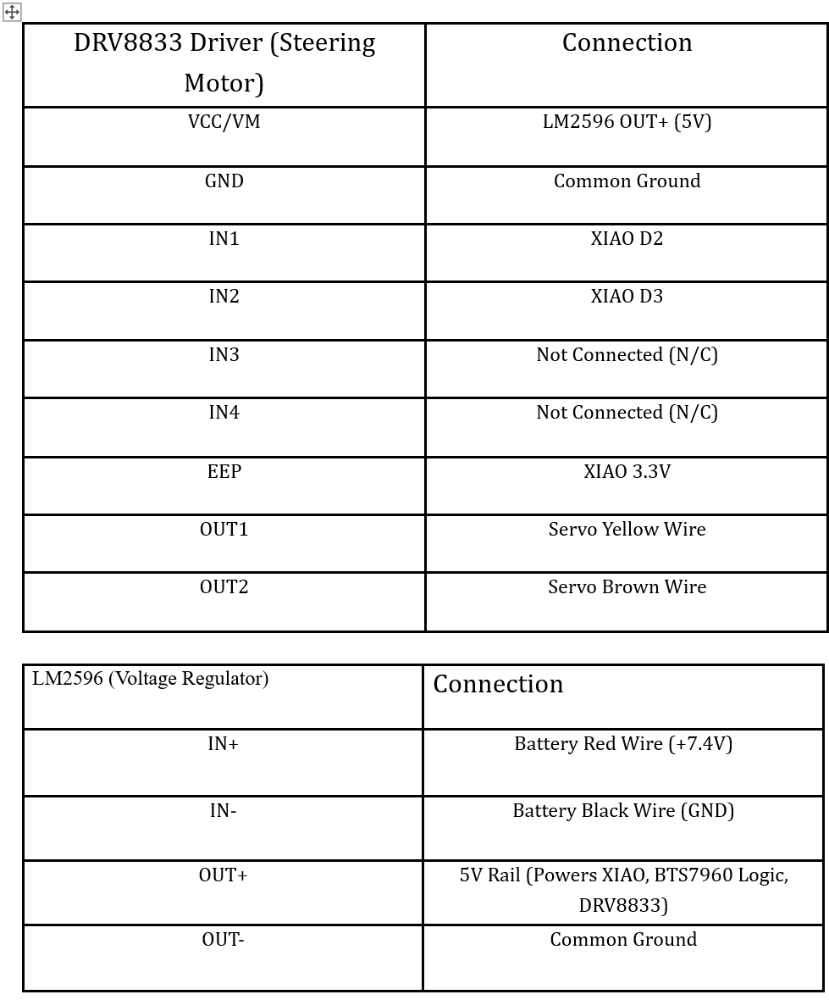 DRV8833 Driver (Steering Motor)
Connection
VCC/VM
LM2596 OUT+ (5V)
GND
Common Ground
IN1
XIAO D2
IN2
XIAO D3
IN3
Not Connected (N/C)
IN4
Not Connected (N/C)
EEP
XIAO 3.3V
OUT1
Servo Yellow Wire
OUT2
Servo Brown Wire
LM2596 (Voltage Regulator)
Connection
IN+
Battery Red Wire (+7.4V)
IN-
Battery Black Wire (GND)
OUT+
5V Rail (Powers XIAO, BTS7960 Logic,
DRV8833)
OUT-
Common Ground